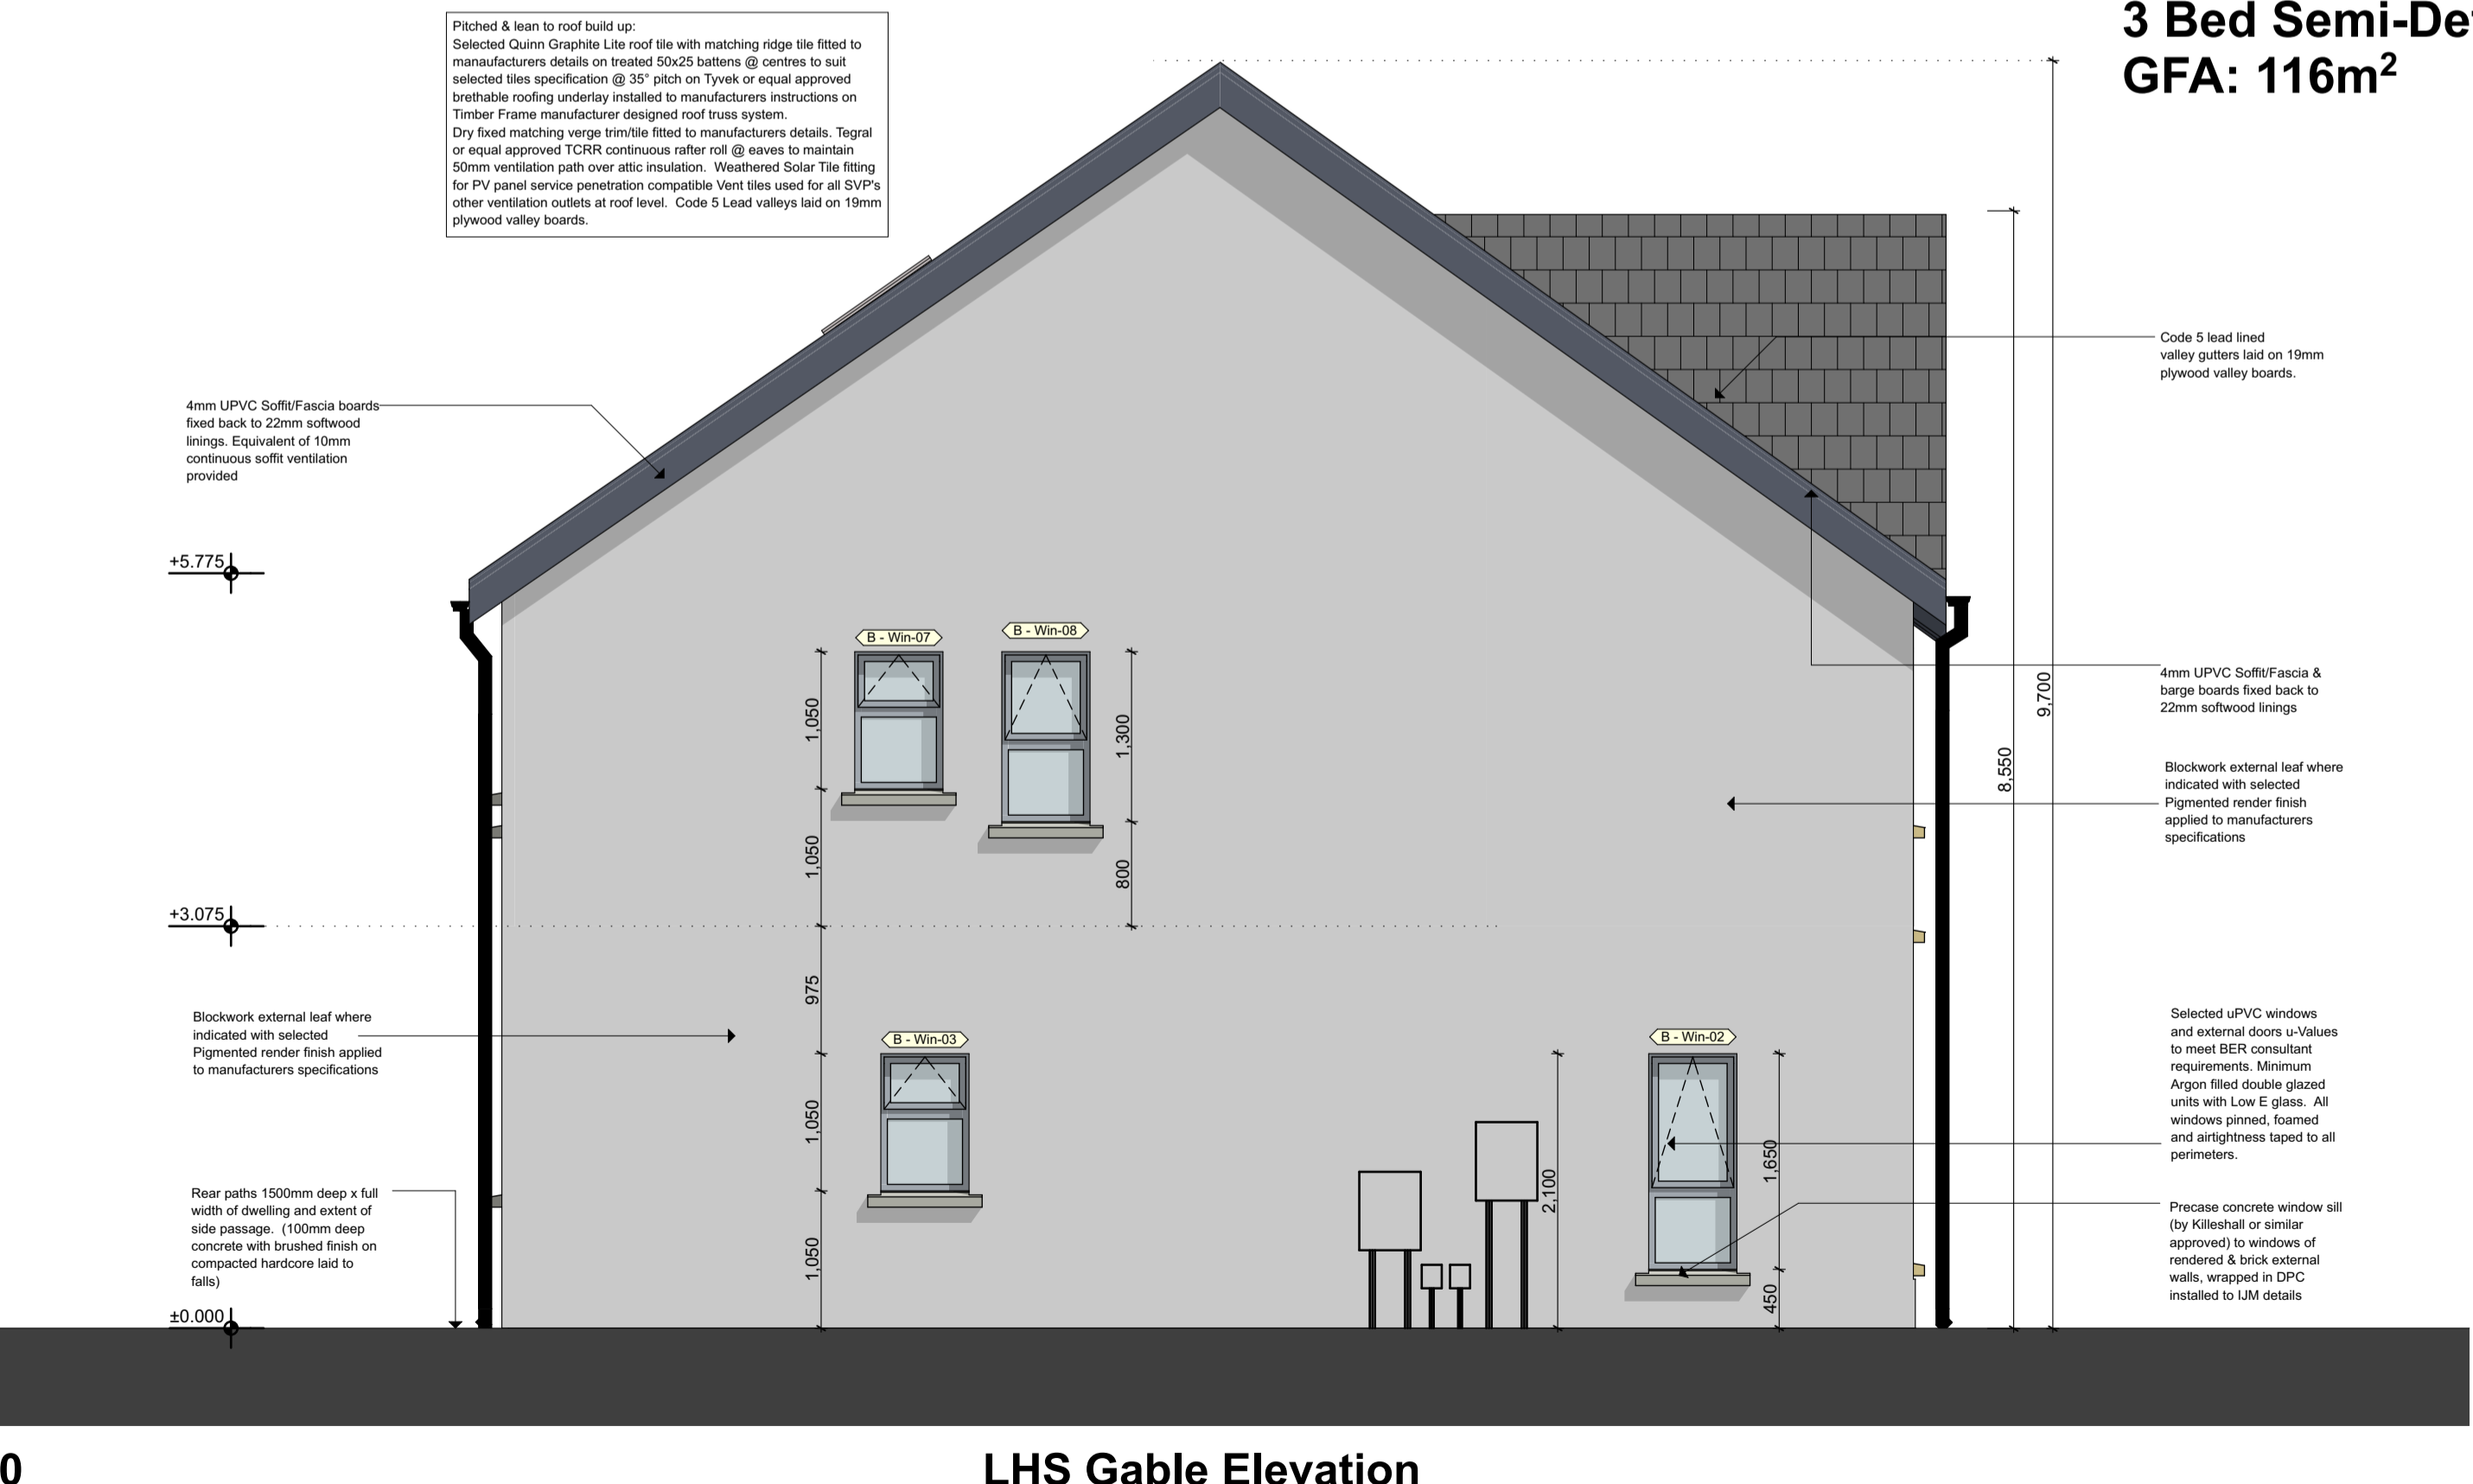 Pitched & lean to roof build up:
Selected Quinn Graphite Lite roof tile with matching ridge tile fitted to
manaufacturers details on treated 50x25 battens @ centres to suit
selected tiles specification @ 35° pitch on Tyvek or equal approved
brethable roofing underlay installed to manufacturers instructions on
Timber Frame manufacturer designed roof truss system.
Dry fixed matching verge trim/tile fitted to manufacturers details. Tegral
or equal approved TCRR continuous rafter roll @ eaves to maintain
50mm ventilation path over attic insulation.  Weathered Solar Tile fitting
for PV panel service penetration compatible Vent tiles used for all SVP's
other ventilation outlets at roof level.  Code 5 Lead valleys laid on 19mm
plywood valley boards.
3 Bed Semi-De
GFA: 116m²
Code 5 lead lined
valley gutters laid on 19mm
plywood valley boards.
4mm UPVC Soffit/Fascia boards
fixed back to 22mm softwood
linings. Equivalent of 10mm
continuous soffit ventilation
provided
+5.775
B - Win-07
B - Win-08
1,050
1,300
1,050
800
9,700
8,550
4mm UPVC Soffit/Fascia &
barge boards fixed back to
22mm softwood linings
Blockwork external leaf where
indicated with selected
Pigmented render finish
applied to manufacturers
specifications
+3.075
975
Blockwork external leaf where
indicated with selected
Pigmented render finish applied
to manufacturers specifications
B - Win-03
B - Win-02
1,050
1,050
2,100
1,650
450
Selected uPVC windows
and external doors u-Values
to meet BER consultant
requirements. Minimum
Argon filled double glazed
units with Low E glass.  All
windows pinned, foamed
and airtightness taped to all
perimeters.
Rear paths 1500mm deep x full
width of dwelling and extent of
side passage.  (100mm deep
concrete with brushed finish on
compacted hardcore laid to
falls)
Precase concrete window sill
(by Killeshall or similar
approved) to windows of
rendered & brick external
walls, wrapped in DPC
installed to IJM details
±0.000
0
LHS Gable Elevation